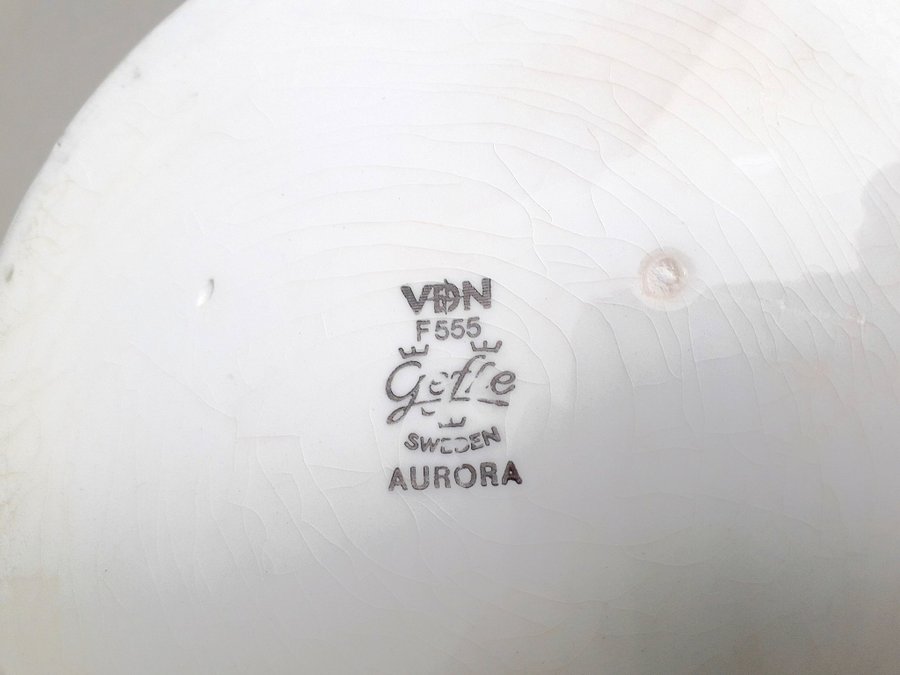 VDN
F555
Gefle
SWEDEN
AURORA